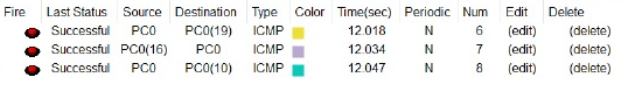 Fire Last Status Source Destination Type Color Time(sec) Periodic Num Edit Delete
Successful PC0 PC0(19) ICMP 12.018 N 6 (edit) (delete)
Successful PC0(16) PC0 ICMP 12.034 N 7 (edit) (delete)
Successful PC0 PC0(10) ICMP 12.047 N 8 (edit) (delete)